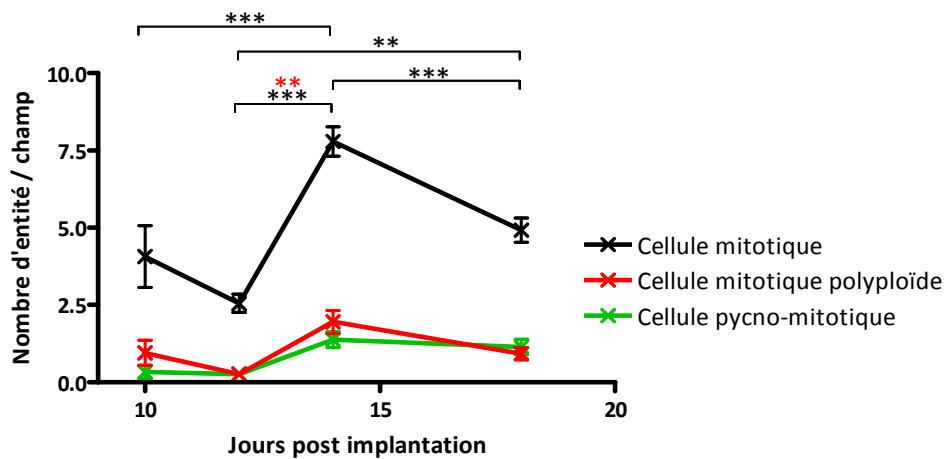 ***
**
**
***
***
10.0
7.5
5.0
2.5
0.0
10
15
20
Nombre d'entité / champ
Jours post implantation
Cellule mitotique
Cellule mitotique polyploïde
Cellule pycno-mitotique